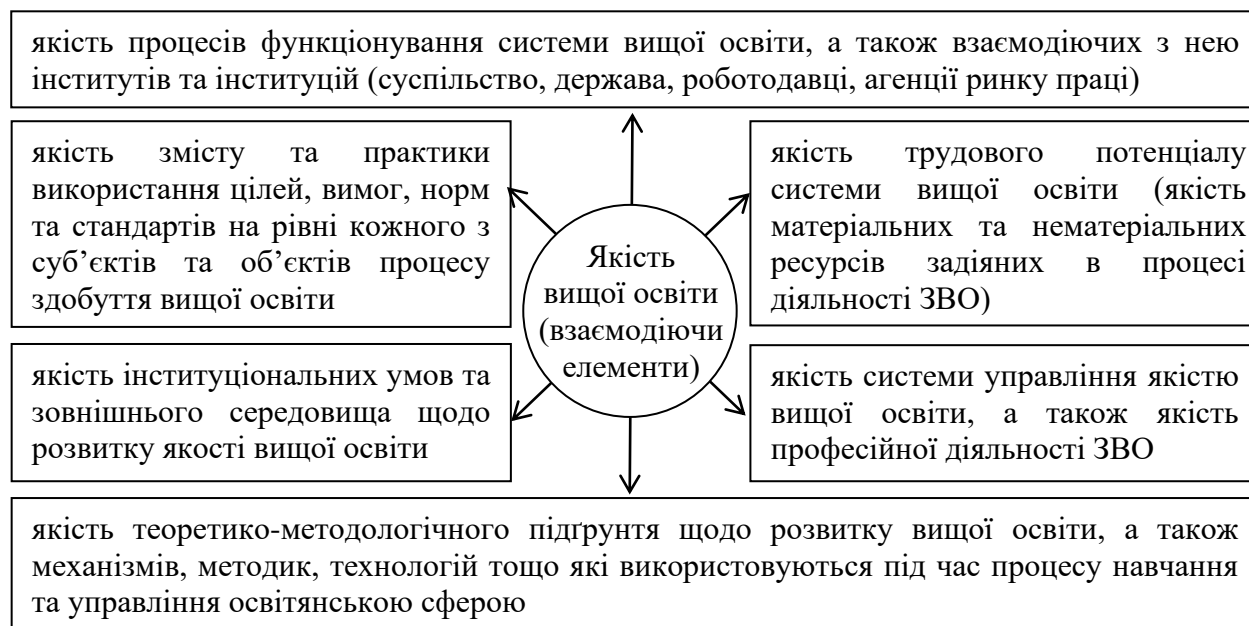 якість процесів функціонування системи вищої освіти, а також взаємодіючих з нею
інститутів та інституцій (суспільство, держава, роботодавці, агенції ринку праці)
якість змісту та практики
використання цілей, вимог, норм
та стандартів на рівні кожного з
суб’єктів та об’єктів процесу
здобуття вищої освіти
якість трудового потенціалу
системи вищої освіти (якість
матеріальних та нематеріальних
ресурсів задіяних в процесі
діяльності ЗВО)
Якість
вищої освіти
(взаємодіючи
елементи)
якість інституціональних умов та
зовнішнього середовища щодо
розвитку якості вищої освіти
якість системи управління якістю
вищої освіти, а також якість
професійної діяльності ЗВО
якість теоретико-методологічного підґрунтя щодо розвитку вищої освіти, а також
механізмів, методик, технологій тощо які використовуються під час процесу навчання
та управління освітянською сферою